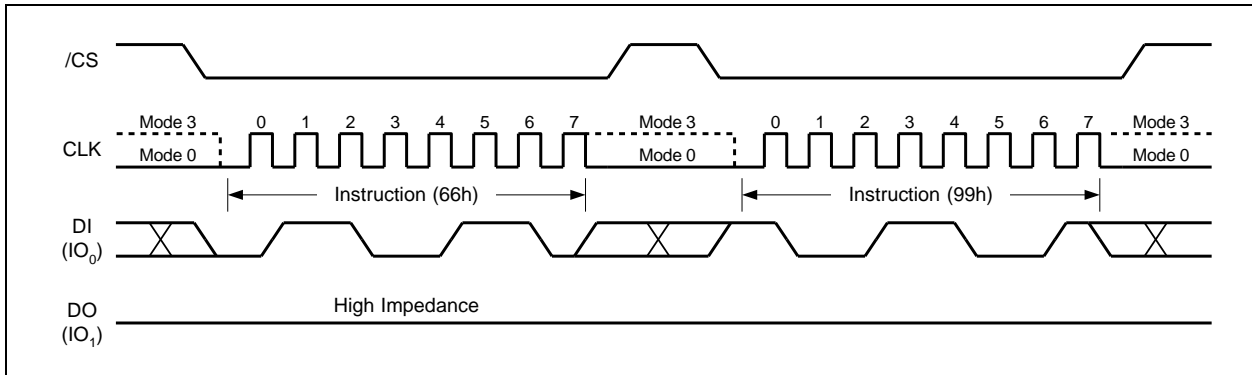 /CS
Mode 3 0 1 2 3 4 5 6 7 Mode 3 0 1 2 3 4 5 6 7 Mode 3
CLK
Mode 0 Mode 0 Mode 0
Instruction (66h) Instruction (99h)
DI
(IO0)
High Impedance
DO
(IO1)